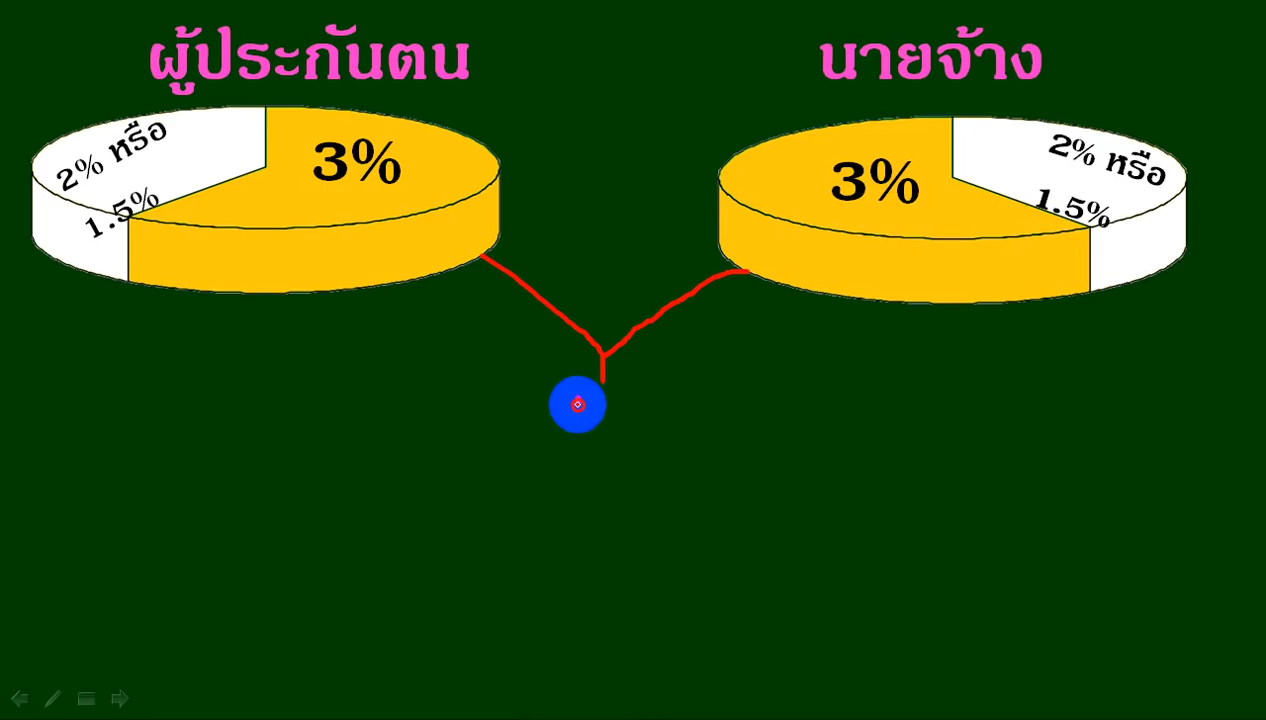 ผู้ประกันตน
นายจ้าง
2% หรือ
1.5%
3%
3%
2% หรือ
1.5%